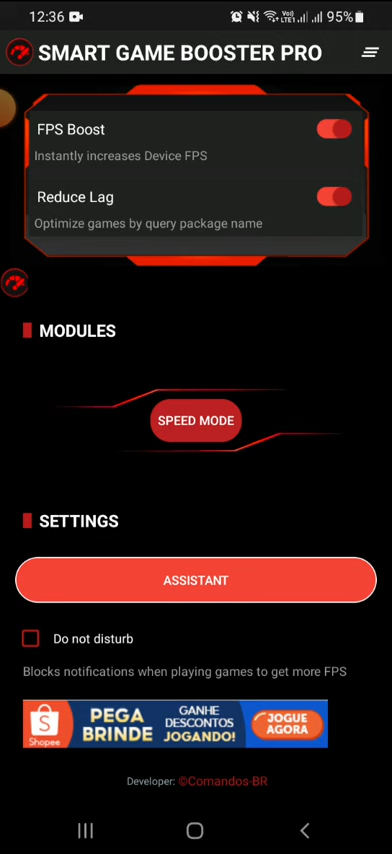 12:36
Vo)) LTE1
95%
SMART GAME BOOSTER PRO
FPS Boost
Instantly increases Device FPS
Reduce Lag
Optimize games by query package name
MODULES
SPEED MODE
SETTINGS
ASSISTANT
Do not disturb
Blocks notifications when playing games to get more FPS
Shopee
PEGA BRINDE
GANHE DESCONTOS JOGANDO!
JOGUE AGORA
Developer: ©Comandos-BR